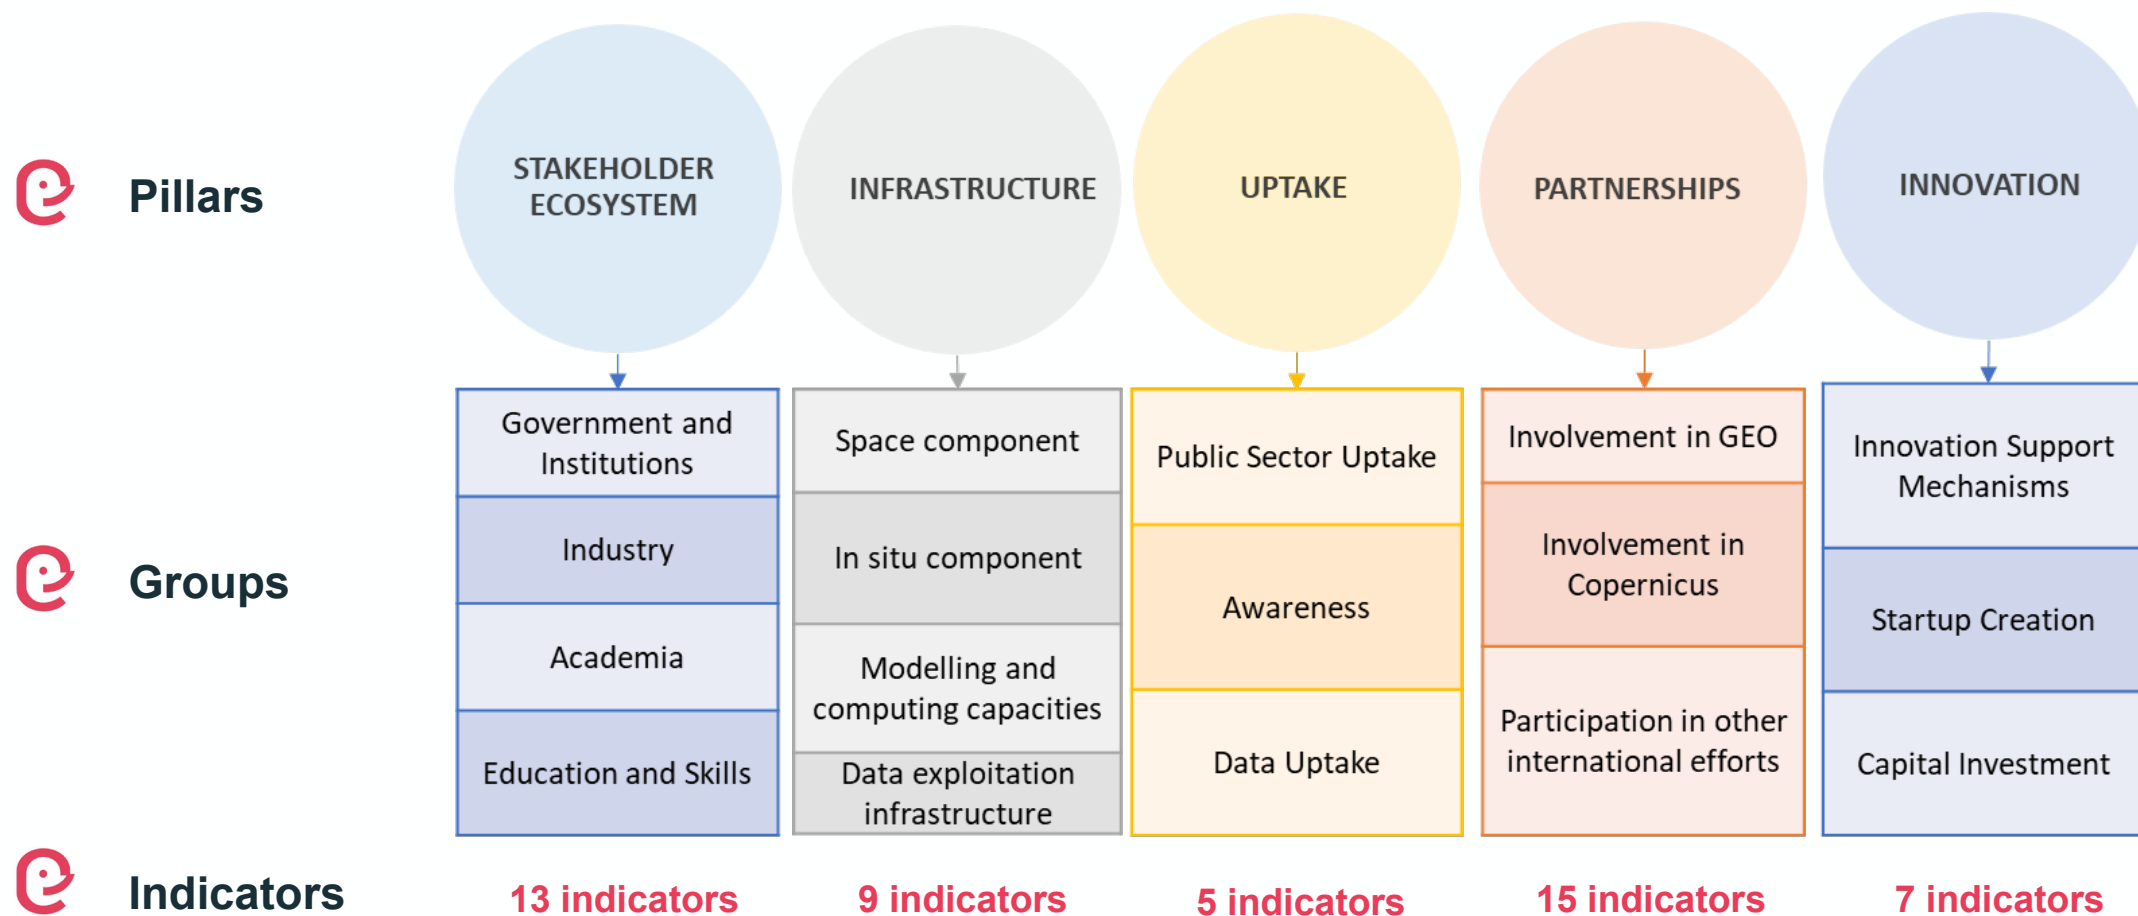 Pillars
STAKEHOLDER
ECOSYSTEM
INFRASTRUCTURE
UPTAKE
PARTNERSHIPS
INNOVATION
Groups
Government and
Institutions
Industry
Academia
Education and Skills
Space component
In situ component
Modelling and
computing capacities
Data exploitation
infrastructure
Public Sector Uptake
Awareness
Data Uptake
Involvement in GEO
Involvement in
Copernicus
Participation in other
international efforts
Innovation Support
Mechanisms
Startup Creation
Capital Investment
Indicators
13 indicators
9 indicators
5 indicators
15 indicators
7 indicators